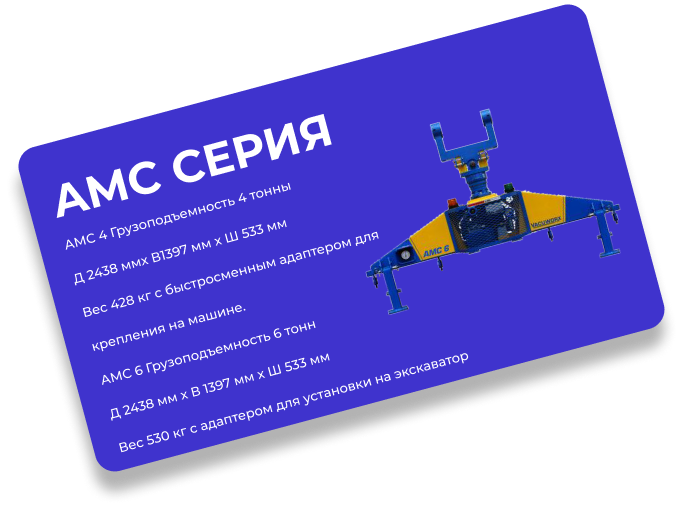 АМС СЕРИЯ
АМС 4 Грузоподъемность 4 тонны
Д 2438 ммx В1397 мм x Ш 533 мм
Вес 428 кг с быстросменным адаптером для
крепления на машине.
АМС 6 Грузоподъемность 6 тонн
Д 2438 мм x В 1397 мм x Ш 533 мм
Вес 530 кг с адаптером для установки на экскаватор
AMC 6
VACUWORX